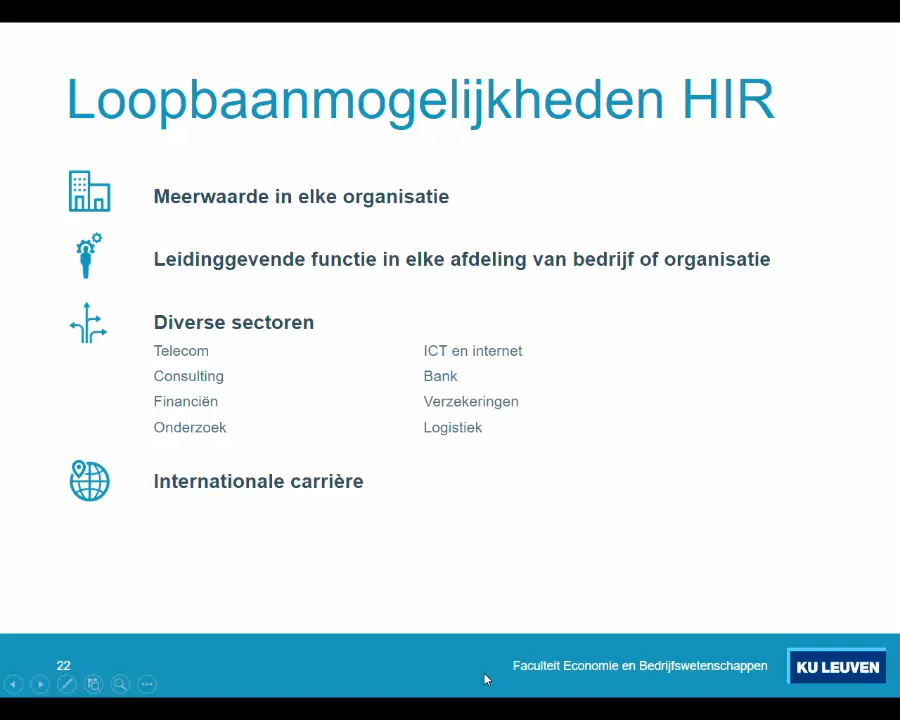 Loopbaanmogelijkheden HIR
Meerwaarde in elke organisatie
Leidinggevende functie in elke afdeling van bedrijf of organisatie
Diverse sectoren
Telecom
ICT en internet
Consulting
Bank
Financiën
Verzekeringen
Onderzoek
Logistiek
Internationale carrière
22
Faculteit Economie en Bedrijfswetenschappen
KU LEUVEN